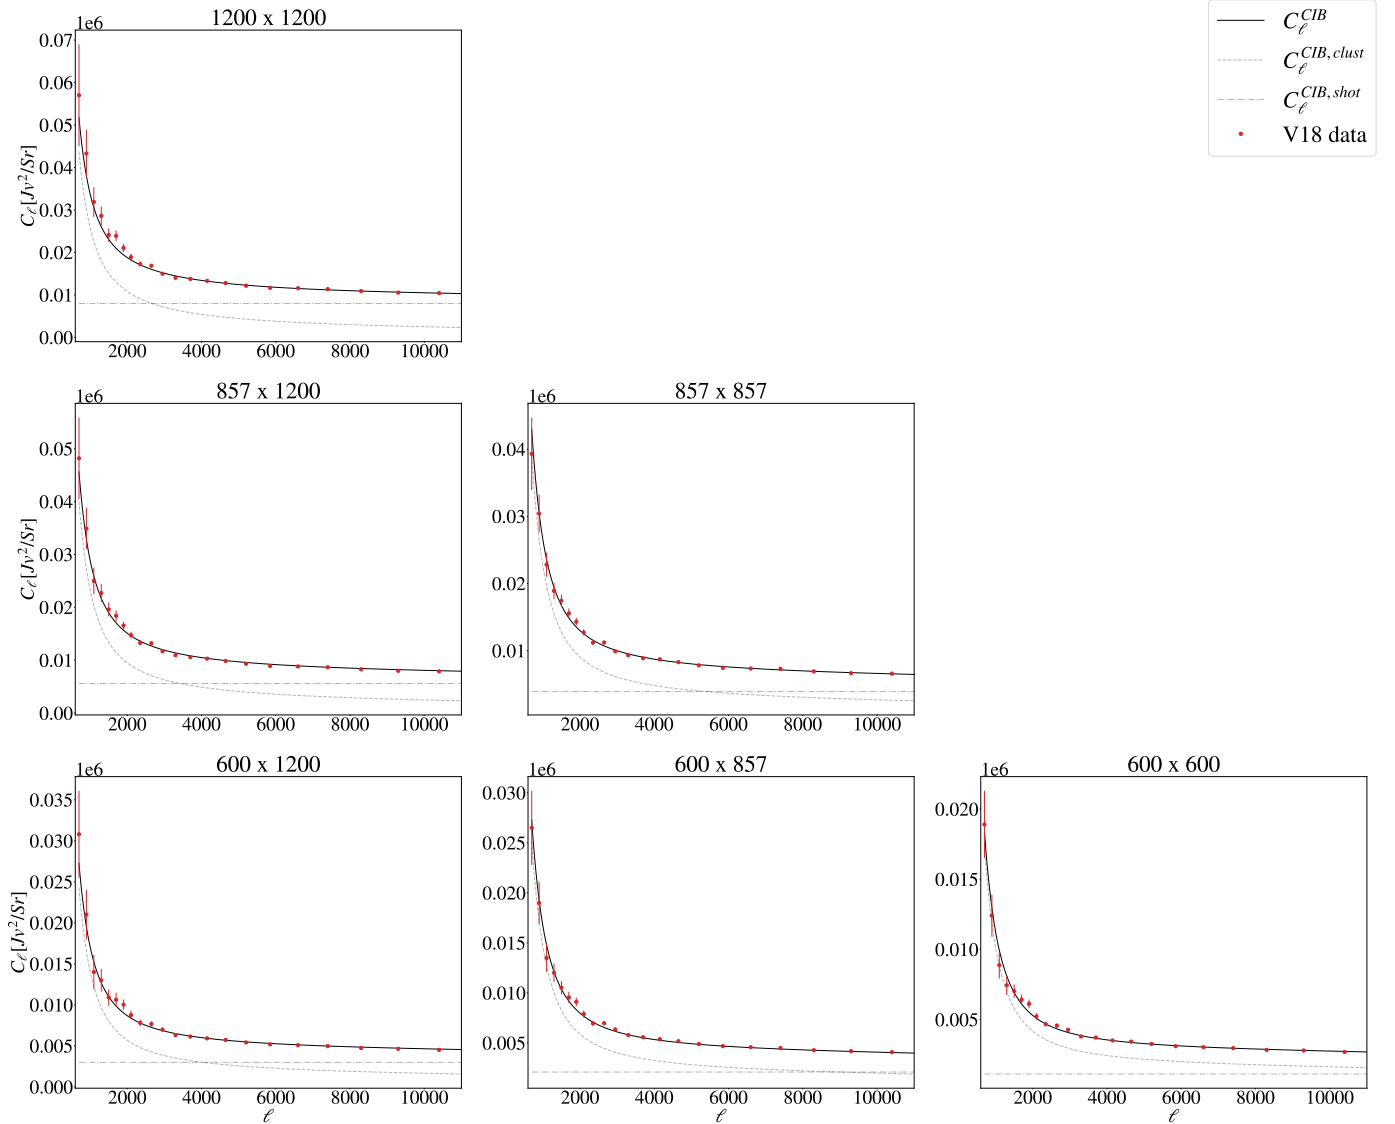 1200 x 1200
1e6
0.07
0.06
0.05
0.04
0.03
0.02
0.01
0.00
C_ℓ[Jy²/Sr]
2000 4000 6000 8000 10000
C_ℓ^{CIB}
C_ℓ^{CIB, clust}
C_ℓ^{CIB, shot}
V18 data
857 x 1200
1e6
0.05
0.04
0.03
0.02
0.01
0.00
C_ℓ[Jy²/Sr]
2000 4000 6000 8000 10000
857 x 857
1e6
0.04
0.03
0.02
0.01
2000 4000 6000 8000 10000
600 x 1200
1e6
0.035
0.030
0.025
0.020
0.015
0.010
0.005
0.000
C_ℓ[Jy²/Sr]
2000 4000 6000 8000 10000
ℓ
600 x 857
1e6
0.030
0.025
0.020
0.015
0.010
0.005
2000 4000 6000 8000 10000
ℓ
600 x 600
1e6
0.020
0.015
0.010
0.005
2000 4000 6000 8000 10000
ℓ